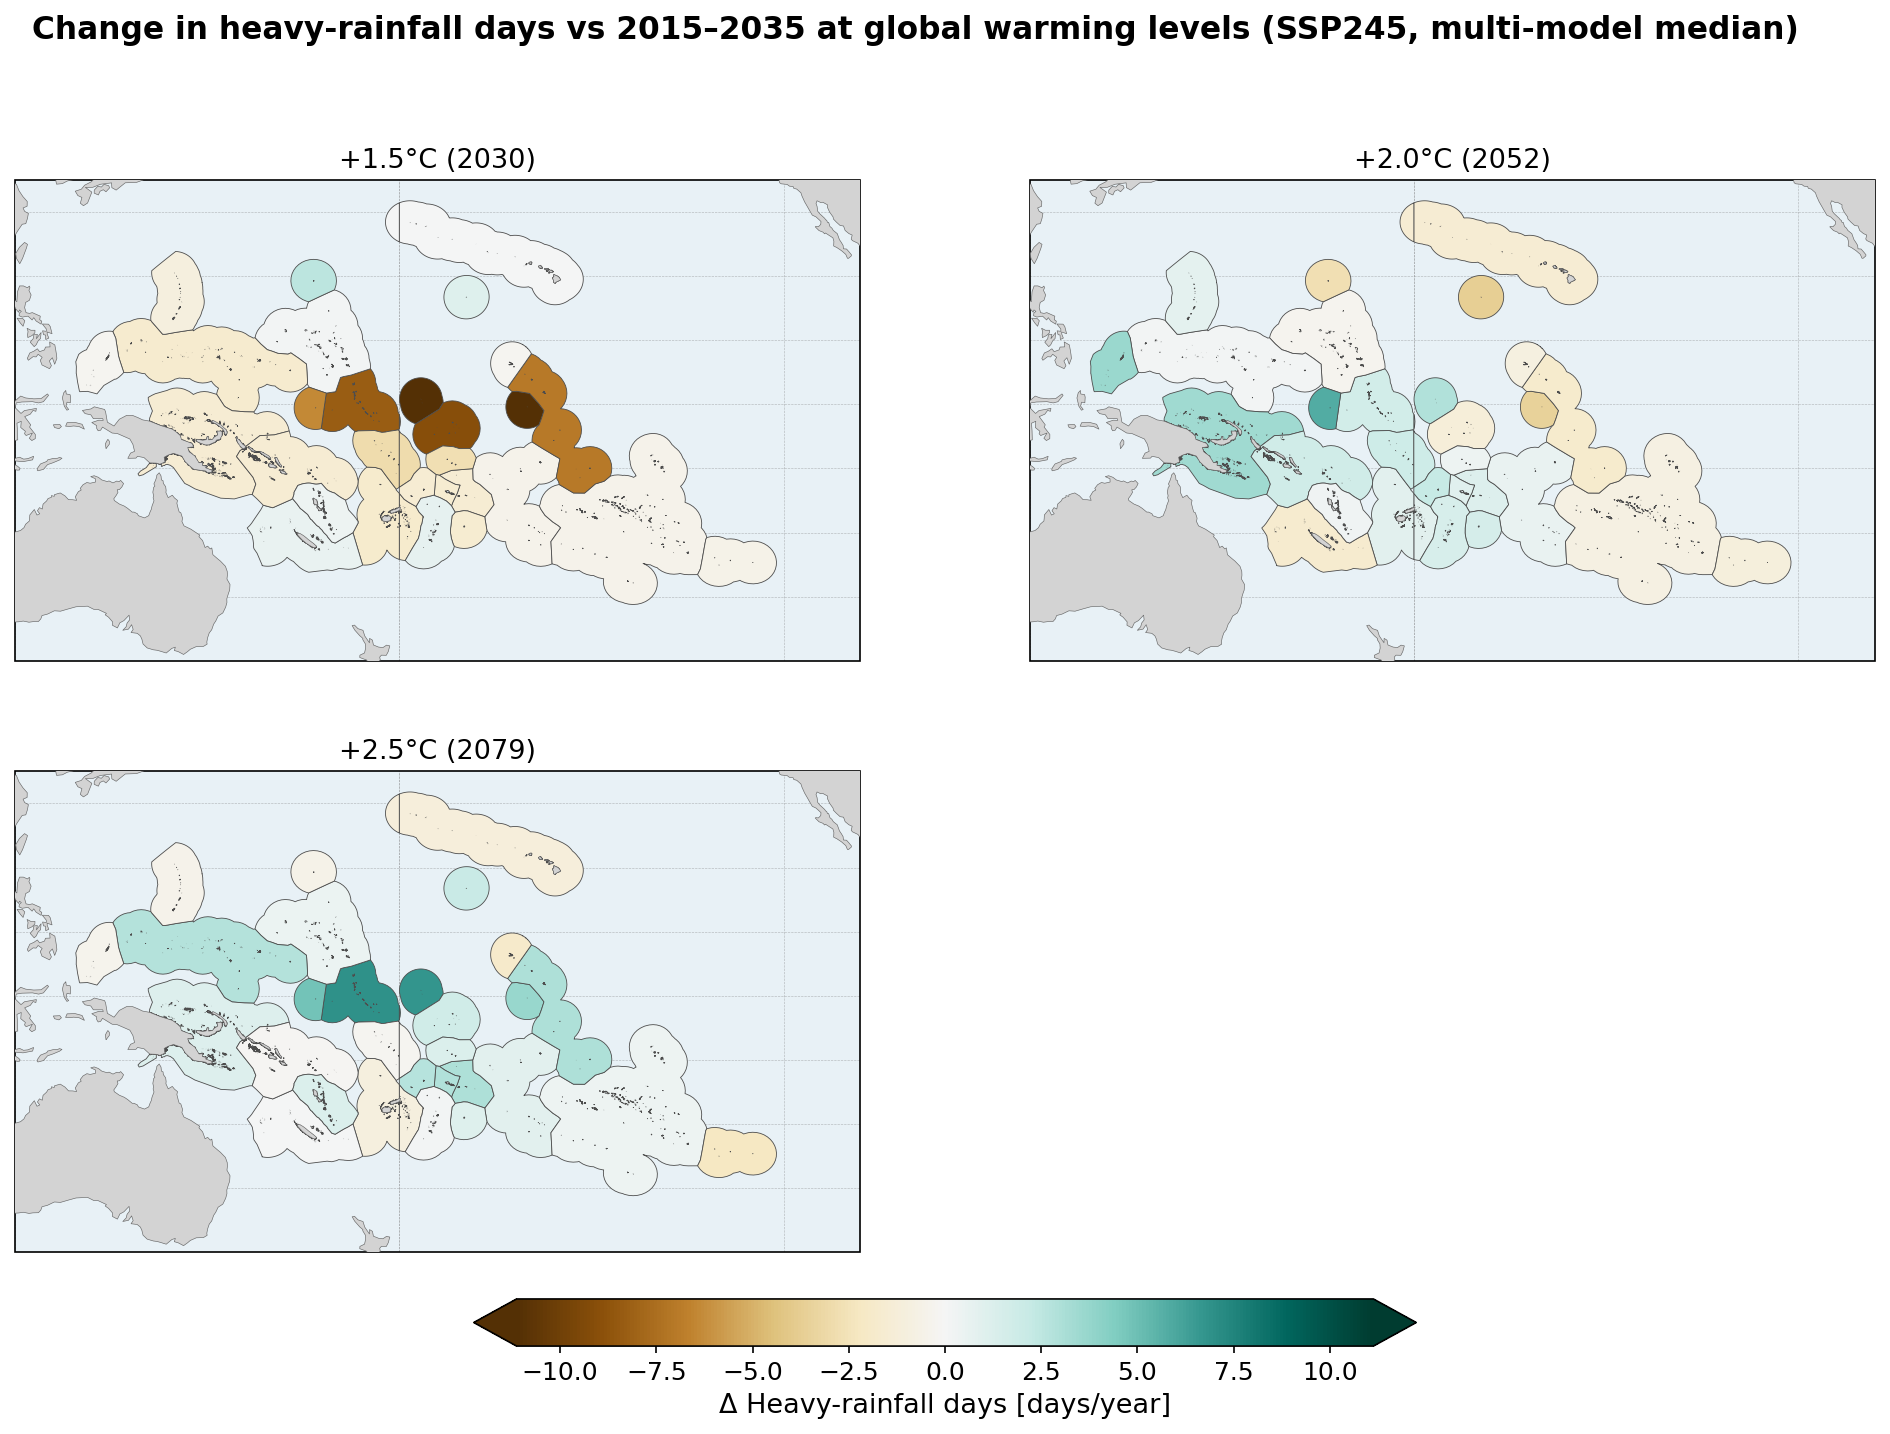 Change in heavy-rainfall days vs 2015–2035 at global warming levels (SSP245, multi-model median)
+1.5°C (2030)
+2.0°C (2052)
+2.5°C (2079)
−10.0 −7.5 −5.0 −2.5 0.0 2.5 5.0 7.5 10.0
Δ Heavy-rainfall days [days/year]